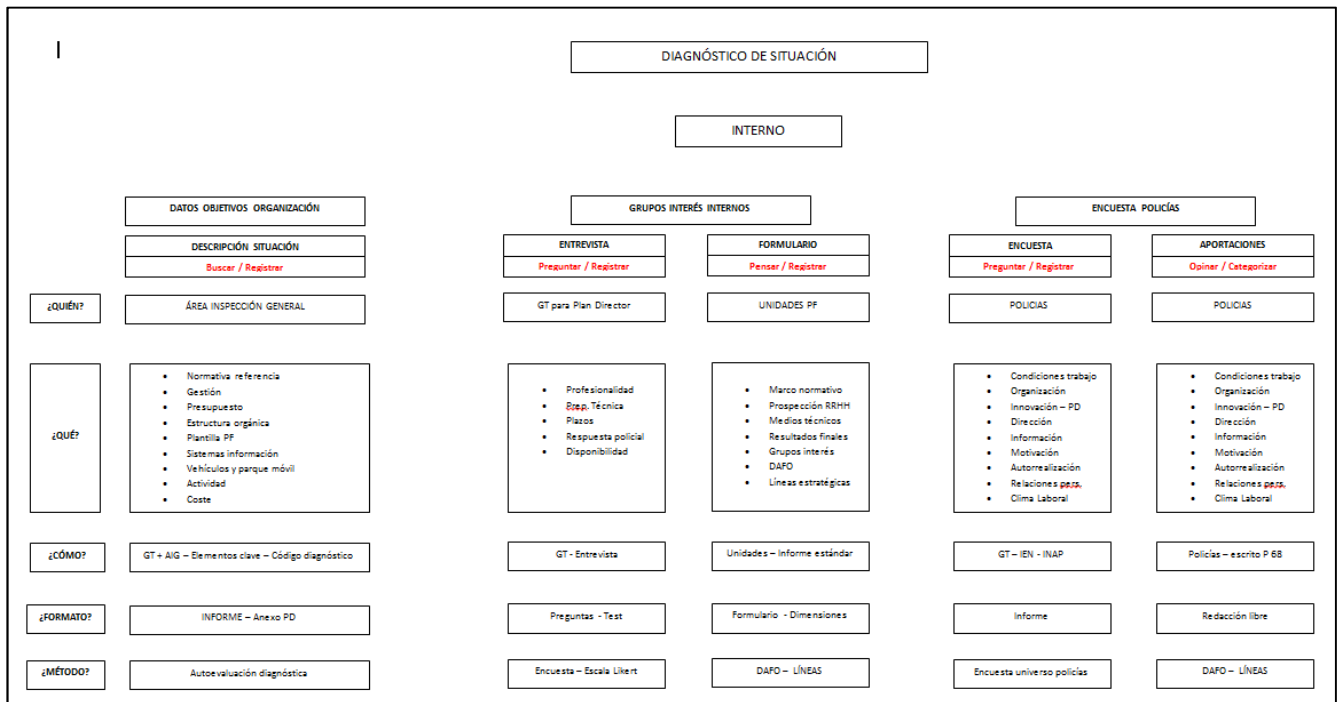 DIAGNÓSTICO DE SITUACIÓN
INTERNO
DATOS OBJETIVOS ORGANIZACIÓN
GRUPOS INTERÉS INTERNOS
ENCUESTA POLICÍAS
DESCRIPCIÓN SITUACIÓN
Buscar / Registrar
ENTREVISTA
Preguntar / Registrar
FORMULARIO
Pensar / Registrar
ENCUESTA
Preguntar / Registrar
APORTACIONES
Opinar / Categorizar
¿QUIÉN?
ÁREA INSPECCIÓN GENERAL
GT para Plan Director
UNIDADES PF
POLICIAS
POLICIAS
¿QUÉ?
• Normativa referencia
• Gestión
• Presupuesto
• Estructura orgánica
• Plantilla PF
• Sistemas información
• Vehículos y parque móvil
• Actividad
• Coste
• Profesionalidad
• Prep. Técnica
• Plazos
• Respuesta policial
• Disponibilidad
• Marco normativo
• Prospección RRHH
• Medios técnicos
• Resultados finales
• Grupos interés
• DAFO
• Líneas estratégicas
• Condiciones trabajo
• Organización
• Innovación – PD
• Dirección
• Información
• Motivación
• Autorrealización
• Relaciones pers.
• Clima Laboral
• Condiciones trabajo
• Organización
• Innovación – PD
• Dirección
• Información
• Motivación
• Autorrealización
• Relaciones pers.
• Clima Laboral
¿CÓMO?
GT + AIG – Elementos clave – Código diagnóstico
GT - Entrevista
Unidades – Informe estándar
GT – IEN - INAP
Policías – escrito P 68
¿FORMATO?
INFORME – Anexo PD
Preguntas - Test
Formulario - Dimensiones
Informe
Redacción libre
¿MÉTODO?
Autoevaluación diagnóstica
Encuesta – Escala Likert
DAFO – LÍNEAS
Encuesta universo policías
DAFO – LÍNEAS